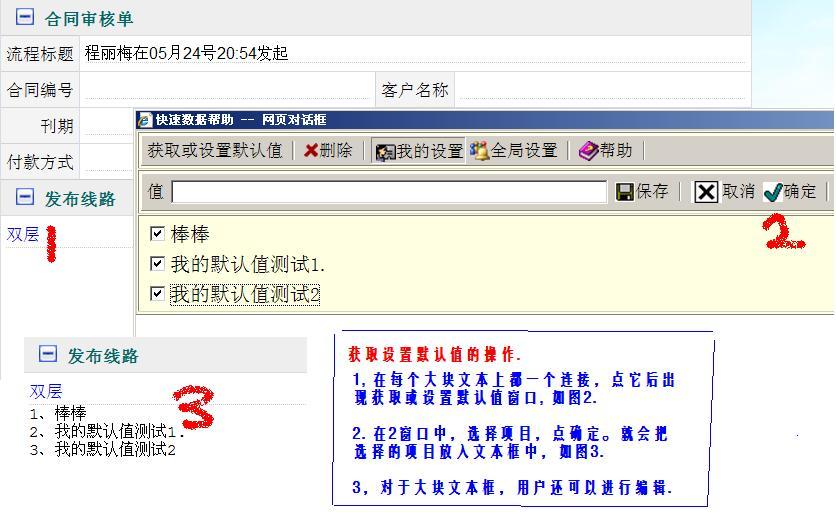 合同审核单
流程标题 程丽梅在05月24号20:54发起
合同编号 客户名称
刊期
付款方式
发布线路
双层
1
快速数据帮助 -- 网页对话框
获取或设置默认值 删除 我的设置 全局设置 帮助
值 保存 取消 确定
2
棒棒
我的默认值测试1.
我的默认值测试2
发布线路
双层
3
1、棒棒
2、我的默认值测试1.
3、我的默认值测试2
获取设置默认值的操作.
1,在每个大块文本上都一个连接，点它后出
现获取或设置默认值窗口,如图2.
2.在2窗口中，选择项目，点确定。就会把
选择的项目放入文本框中，如图3.
3，对于大块文本框，用户还可以进行编辑.